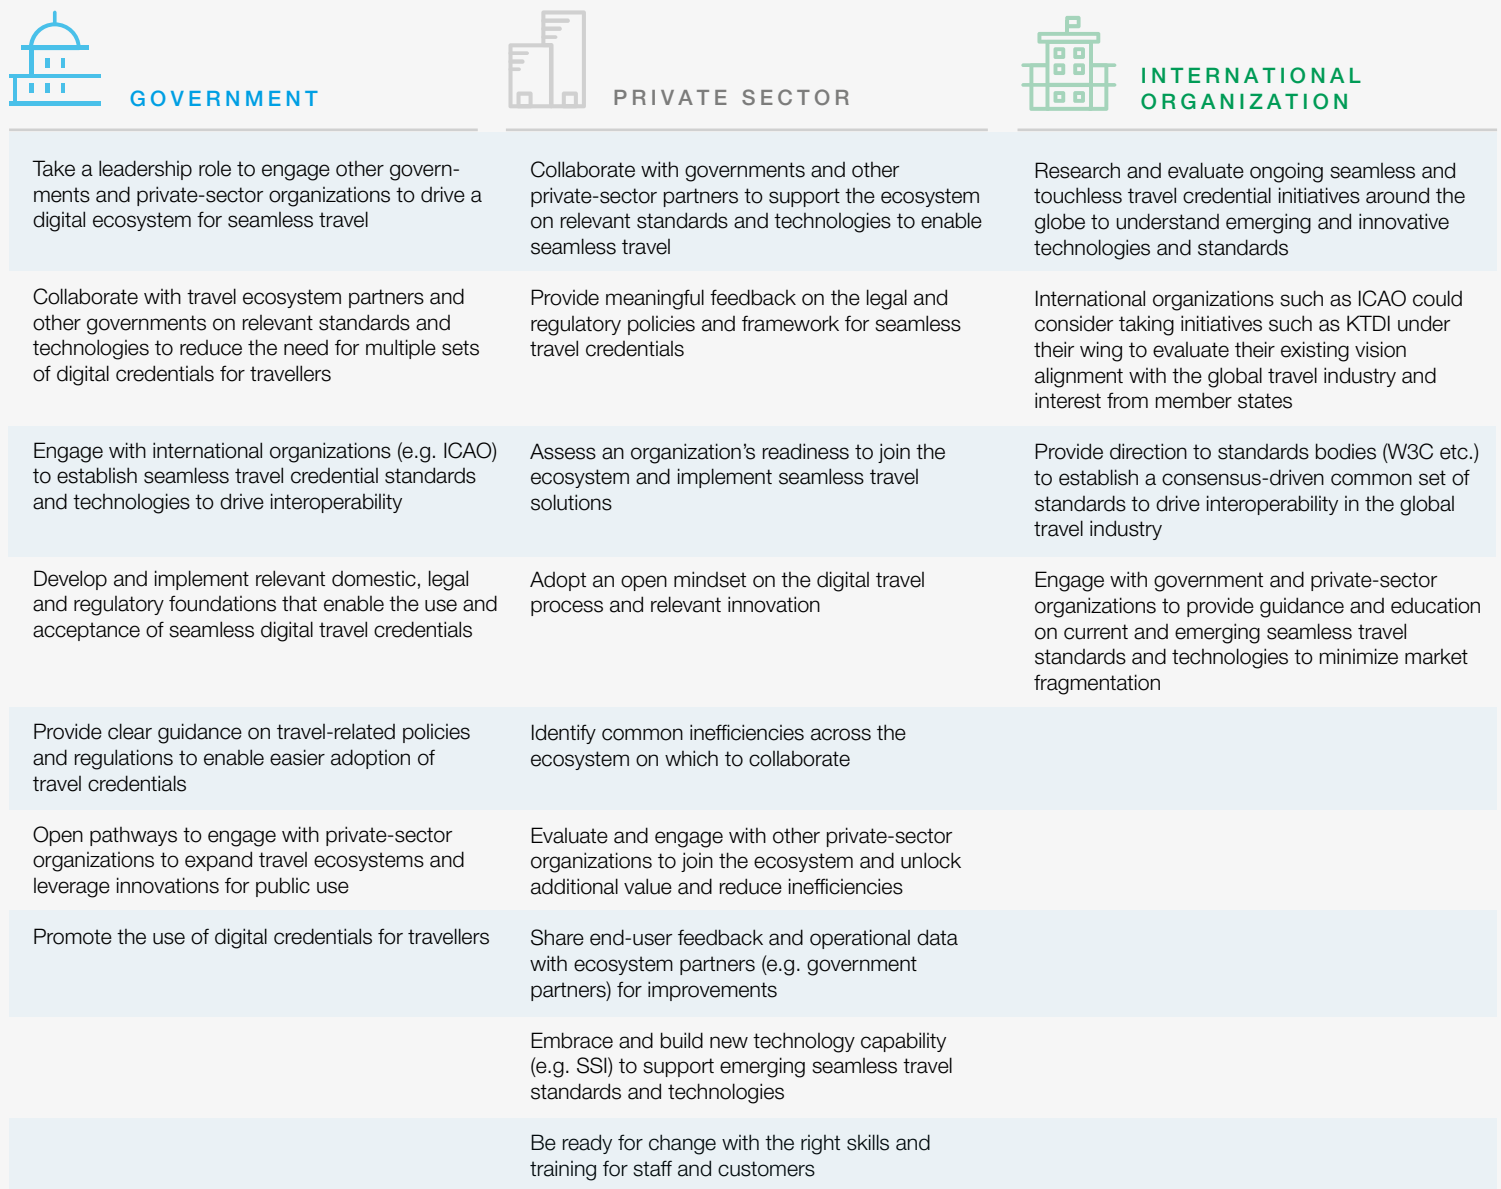 GOVERNMENT
Take a leadership role to engage other govern-
ments and private-sector organizations to drive a
digital ecosystem for seamless travel
Collaborate with travel ecosystem partners and
other governments on relevant standards and
technologies to reduce the need for multiple sets
of digital credentials for travellers
Engage with international organizations (e.g. ICAO)
to establish seamless travel credential standards
and technologies to drive interoperability
Develop and implement relevant domestic, legal
and regulatory foundations that enable the use and
acceptance of seamless digital travel credentials
Provide clear guidance on travel-related policies
and regulations to enable easier adoption of
travel credentials
Open pathways to engage with private-sector
organizations to expand travel ecosystems and
leverage innovations for public use
Promote the use of digital credentials for travellers
PRIVATE SECTOR
Collaborate with governments and other
private-sector partners to support the ecosystem
on relevant standards and technologies to enable
seamless travel
Provide meaningful feedback on the legal and
regulatory policies and framework for seamless
travel credentials
Assess an organization’s readiness to join the
ecosystem and implement seamless travel
solutions
Adopt an open mindset on the digital travel
process and relevant innovation
Identify common inefficiencies across the
ecosystem on which to collaborate
Evaluate and engage with other private-sector
organizations to join the ecosystem and unlock
additional value and reduce inefficiencies
Share end-user feedback and operational data
with ecosystem partners (e.g. government
partners) for improvements
Embrace and build new technology capability
(e.g. SSI) to support emerging seamless travel
standards and technologies
Be ready for change with the right skills and
training for staff and customers
INTERNATIONAL
ORGANIZATION
Research and evaluate ongoing seamless and
touchless travel credential initiatives around the
globe to understand emerging and innovative
technologies and standards
International organizations such as ICAO could
consider taking initiatives such as KTDI under
their wing to evaluate their existing vision
alignment with the global travel industry and
interest from member states
Provide direction to standards bodies (W3C etc.)
to establish a consensus-driven common set of
standards to drive interoperability in the global
travel industry
Engage with government and private-sector
organizations to provide guidance and education
on current and emerging seamless travel
standards and technologies to minimize market
fragmentation